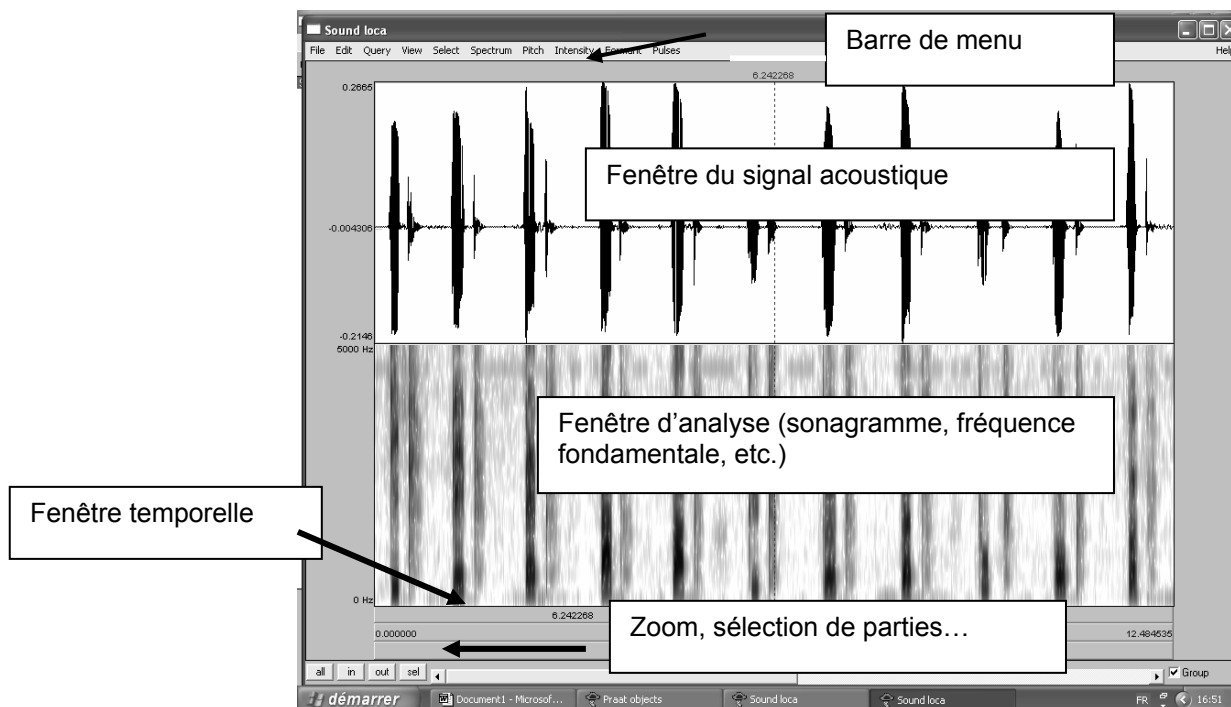 Sound loca
Barre de menu
File Edit Query View Select Spectrum Pitch Intensity Formant Pulses
6.242268
0.2665
Fenêtre du signal acoustique
-0.004306
-0.2146
5000 Hz
Fenêtre d'analyse (sonagramme, fréquence
fondamentale, etc.)
Fenêtre temporelle
0 Hz
6.242268
Zoom, sélection de parties…
0.000000
12.484535
all in out sel
Group
démarrer Document1 - Microsof... Praat objects Sound loca Sound loca FR 16:51